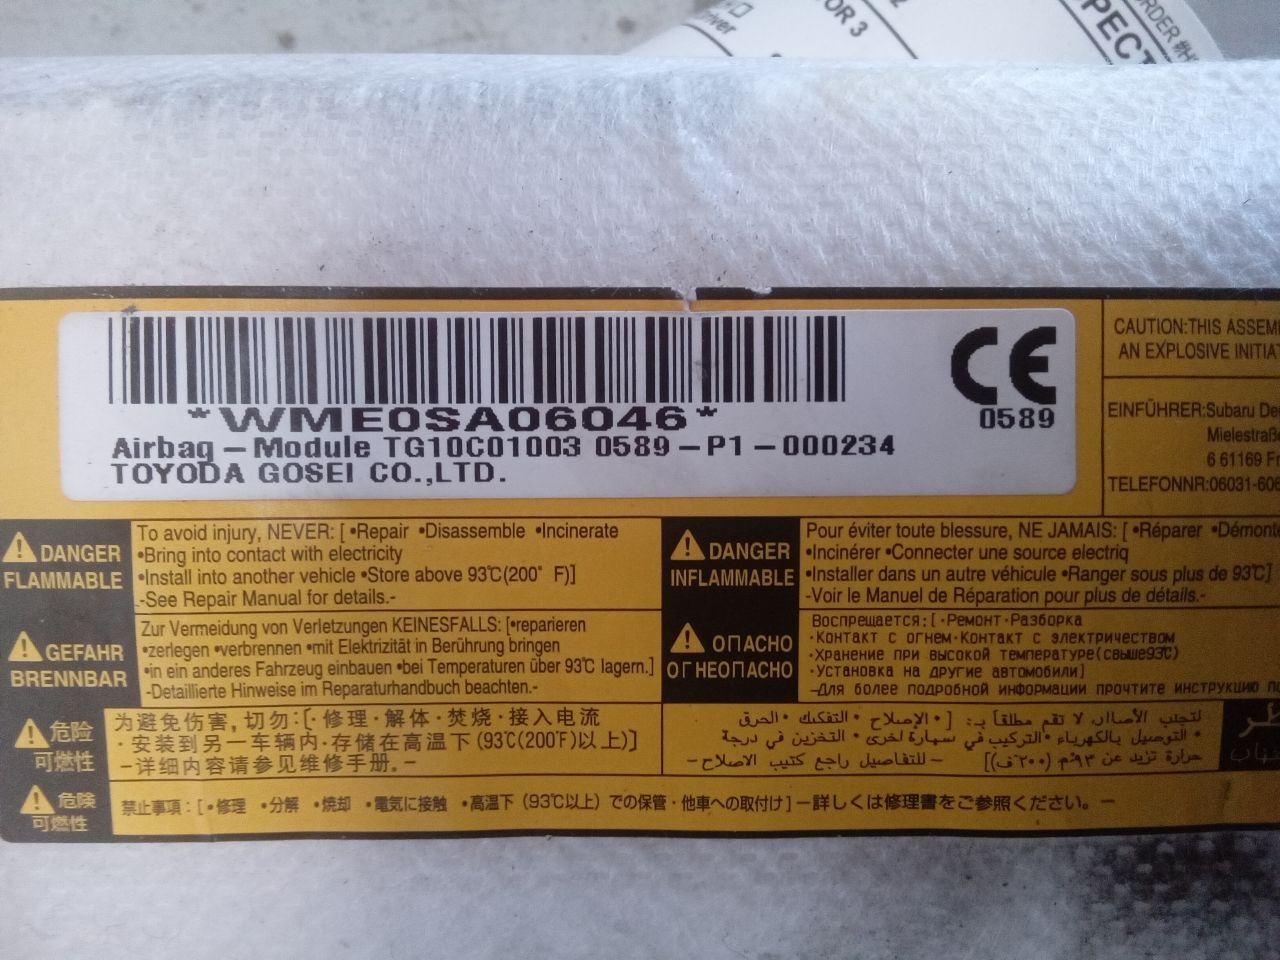 OR 3
river
ORDER #H
PECT
*WME0SA06046*
Airbag-Module TG10C01003 0589-P1-000234
TOYODA GOSEI CO.,LTD.
CE
0589
CAUTION:THIS ASSEM
AN EXPLOSIVE INITIA
EINFÜHRER:Subaru De
Mielestraß
6 61169 F
TELEFONNR:06031-606
DANGER
FLAMMABLE
To avoid injury, NEVER: [ •Repair •Disassemble •Incinerate
•Bring into contact with electricity
•Install into another vehicle •Store above 93℃(200° F)]
-See Repair Manual for details.-
DANGER
INFLAMMABLE
Pour éviter toute blessure, NE JAMAIS: [ •Réparer •Démont
•Incinérer •Connecter une source electriq
•Installer dans un autre véhicule •Ranger sous plus de 93℃]
-Voir le Manuel de Réparation pour plus de détails.-
GEFAHR
BRENNBAR
Zur Vermeidung von Verletzungen KEINESFALLS: [•reparieren
•zerlegen •verbrennen •mit Elektrizität in Berührung bringen
•in ein anderes Fahrzeug einbauen •bei Temperaturen über 93℃ lagern.]
-Detaillierte Hinweise im Reparaturhandbuch beachten.-
ОПАСНО
ОГНЕОПАСНО
Воспрещается: [ ·Ремонт ·Разборка
·Контакт с огнем·Контакт с электричеством
·Хранение при высокой температуре(свыше93℃)
·Установка на другие автомобили]
—Для более подробной информации прочтите инструкцию п
危险
可燃性
为避免伤害，切勿：[·修理·解体·焚烧·接入电流
·安装到另一车辆内·存储在高温下(93℃(200°F)以上)]
-详细内容请参见维修手册。-
لتجنب الأضرار لا تقم مطلقا بـ: [ • الإصلاح • التفكيك • الحرق
• التوصيل بالكهرباء • التركيب في سيارة اخرى • التخزين في درجة
حرارة تزيد عن ٩٣°م (٢٠٠°ف)] – للتفاصيل راجع كتيب الاصلاح –
危険
可燃性
禁止事項：[・修理 ・分解 ・焼却 ・電気に接触 ・高温下 (93℃以上) での保管・他車への取付け]－詳しくは修理書をご参照ください。－